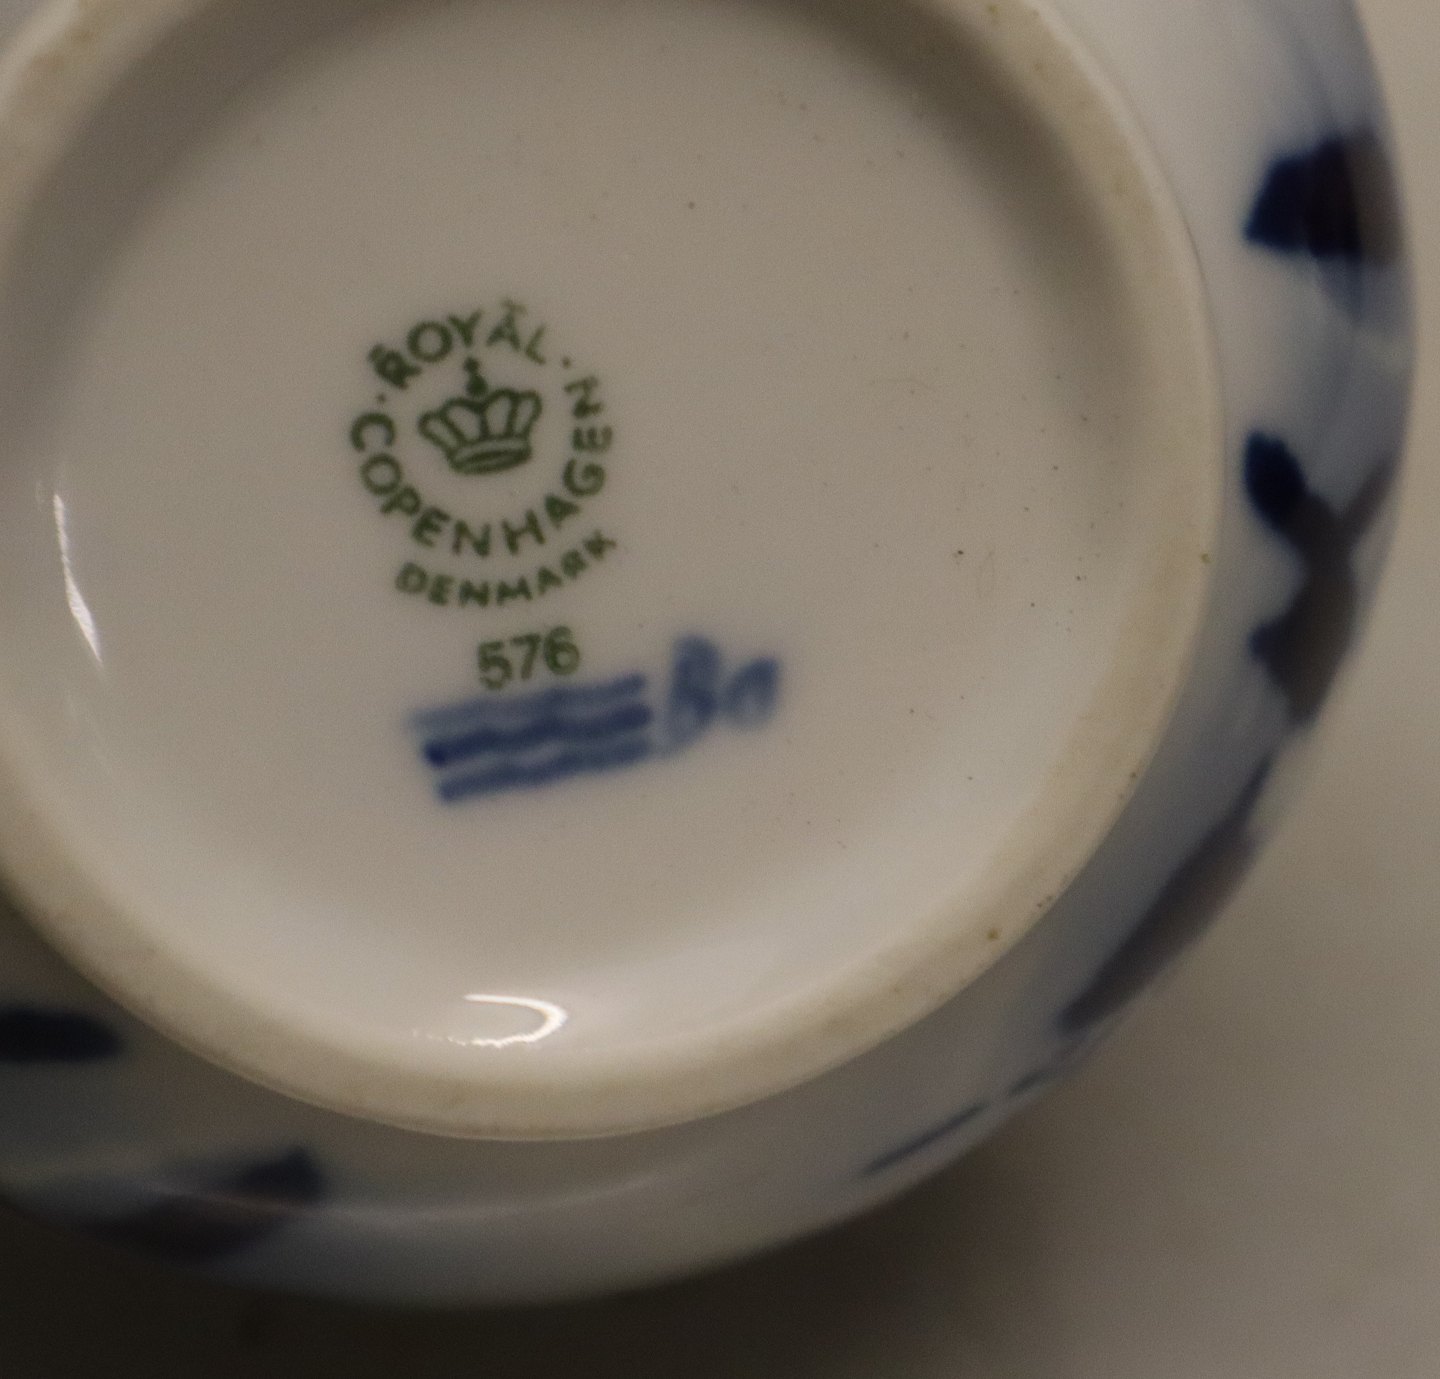 ROYAL
COPENHAGEN
DENMARK
576